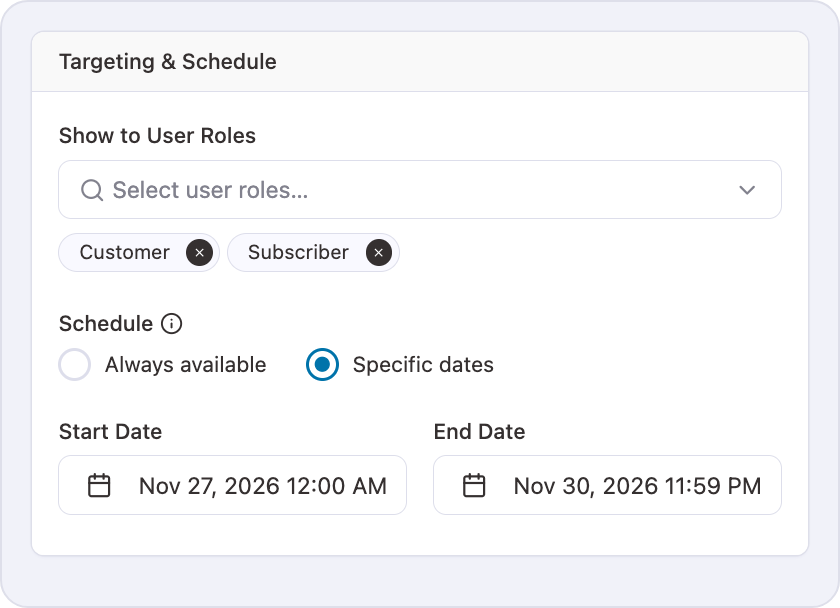 Targeting & Schedule
Show to User Roles
Select user roles...
Customer Subscriber
Schedule
Always available Specific dates
Start Date End Date
Nov 27, 2026 12:00 AM Nov 30, 2026 11:59 PM